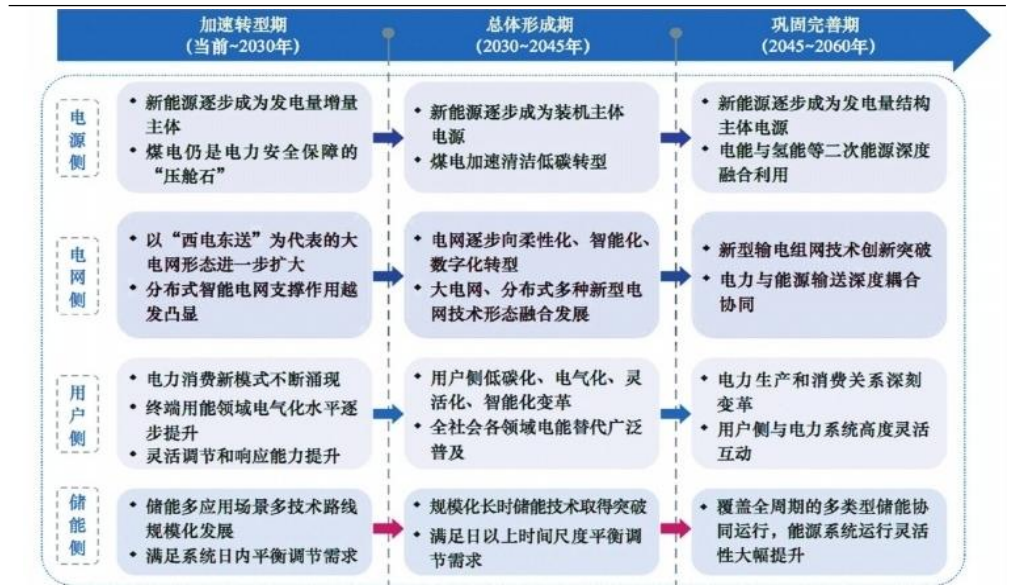 加速转型期
(当前~2030年)
总体形成期
(2030~2045年)
巩固完善期
(2045~2060年)
电源侧
新能源逐步成为发电量增量
主体
煤电仍是电力安全保障的
“压舱石”
新能源逐步成为装机主体
电源
煤电加速清洁低碳转型
新能源逐步成为发电量结构
主体电源
电能与氢能等二次能源深度
融合利用
电网侧
以“西电东送”为代表的大
电网形态进一步扩大
分布式智能电网支撑作用越
发凸显
电网逐步向柔性化、智能化、
数字化转型
大电网、分布式多种新型电
网技术形态融合发展
新型输电组网技术创新突破
电力与能源输送深度耦合
协同
用户侧
电力消费新模式不断涌现
终端用能领域电气化水平逐
步提升
灵活调节和响应能力提升
用户侧低碳化、电气化、灵
活化、智能化变革
全社会各领域电能替代广泛
普及
电力生产和消费关系深刻
变革
用户侧与电力系统高度灵活
互动
储能侧
储能多应用场景多技术路线
规模化发展
满足系统日内平衡调节需求
规模化长时储能技术取得突破
满足日以上时间尺度平衡调
节需求
覆盖全周期的多类型储能协
同运行，能源系统运行灵活
性大幅提升